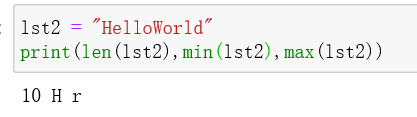 lst2 = "HelloWorld"
print(len(lst2),min(lst2),max(lst2))
10 H r